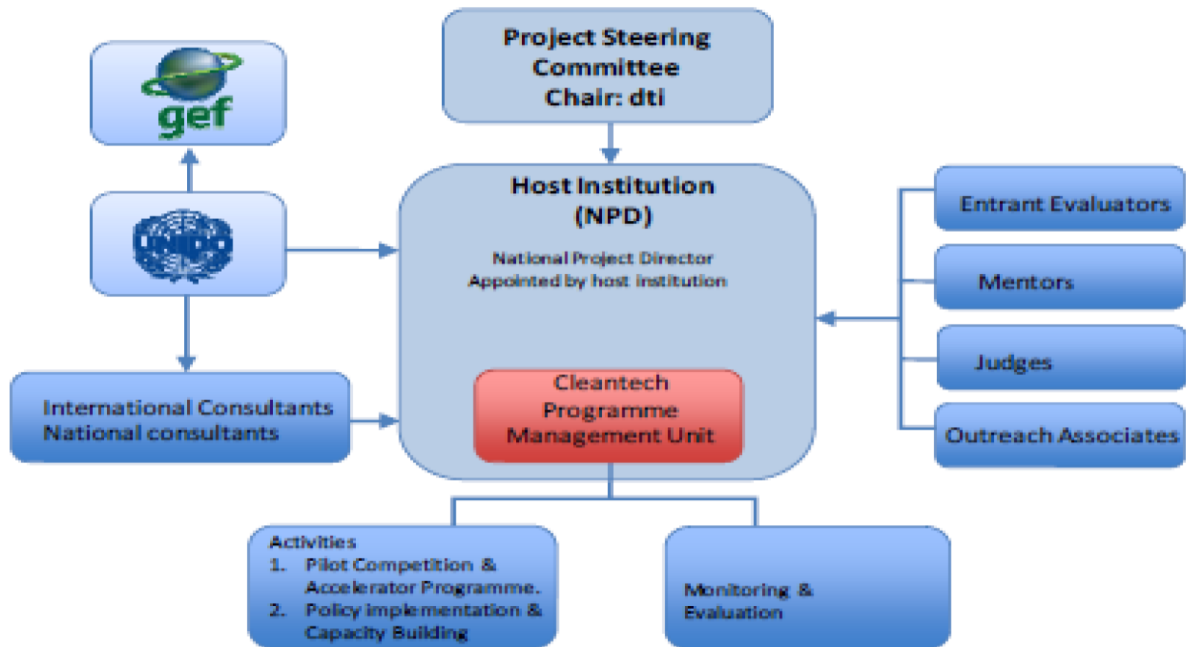 Project Steering
Committee
Chair: dti
gef
UNIDO
Host Institution
(NPD)
National Project Director
Appointed by host institution
Cleantech
Programme
Management Unit
International Consultants
National consultants
Entrant Evaluators
Mentors
Judges
Outreach Associates
Activities
1. Pilot Competition &
Accelerator Programme.
2. Policy implementation &
Capacity Building
Monitoring &
Evaluation